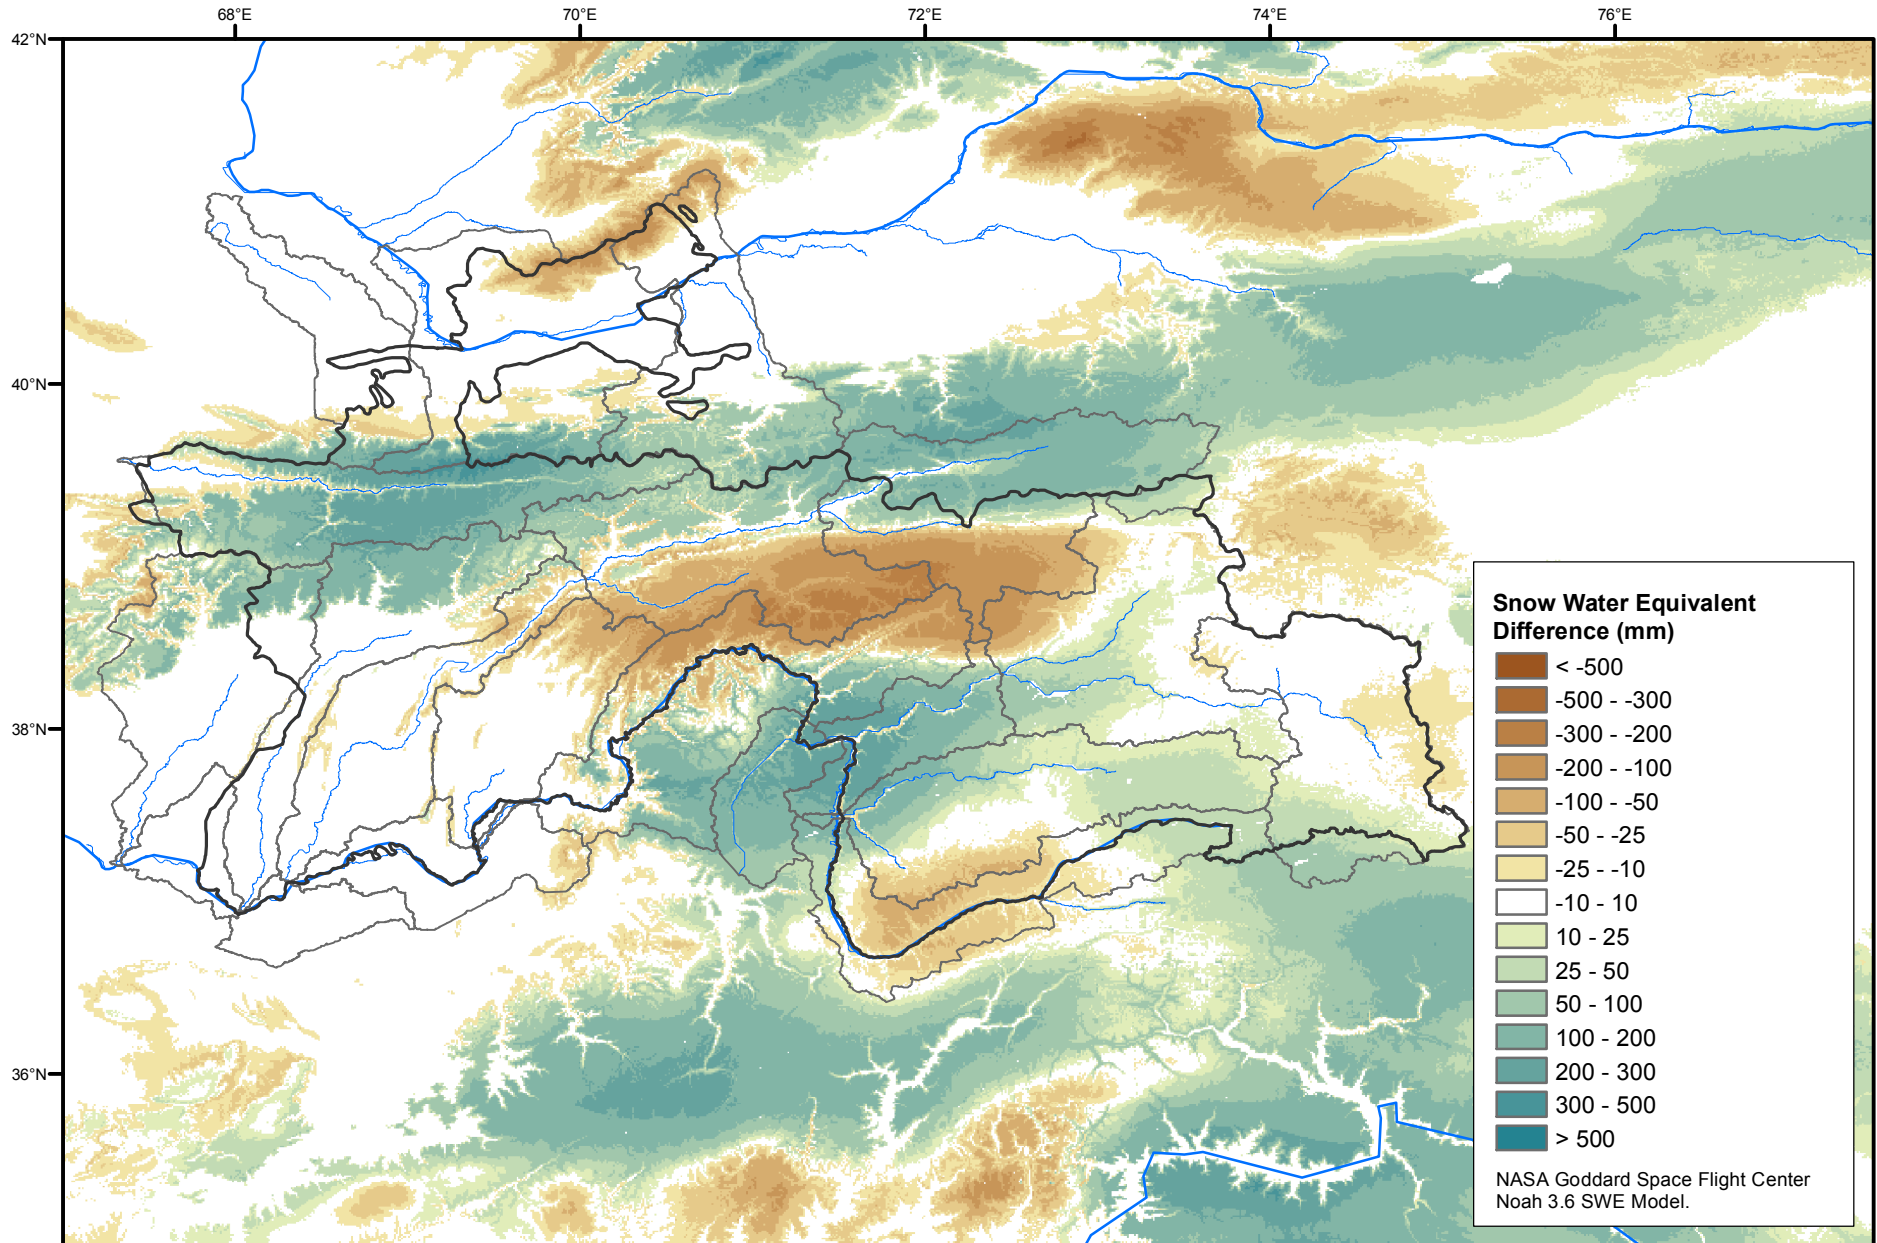 68°E
70°E
72°E
74°E
76°E
42°N
40°N
38°N
36°N
Snow Water Equivalent
Difference (mm)
< -500
-500 - -300
-300 - -200
-200 - -100
-100 - -50
-50 - -25
-25 - -10
-10 - 10
10 - 25
25 - 50
50 - 100
100 - 200
200 - 300
300 - 500
> 500
NASA Goddard Space Flight Center
Noah 3.6 SWE Model.